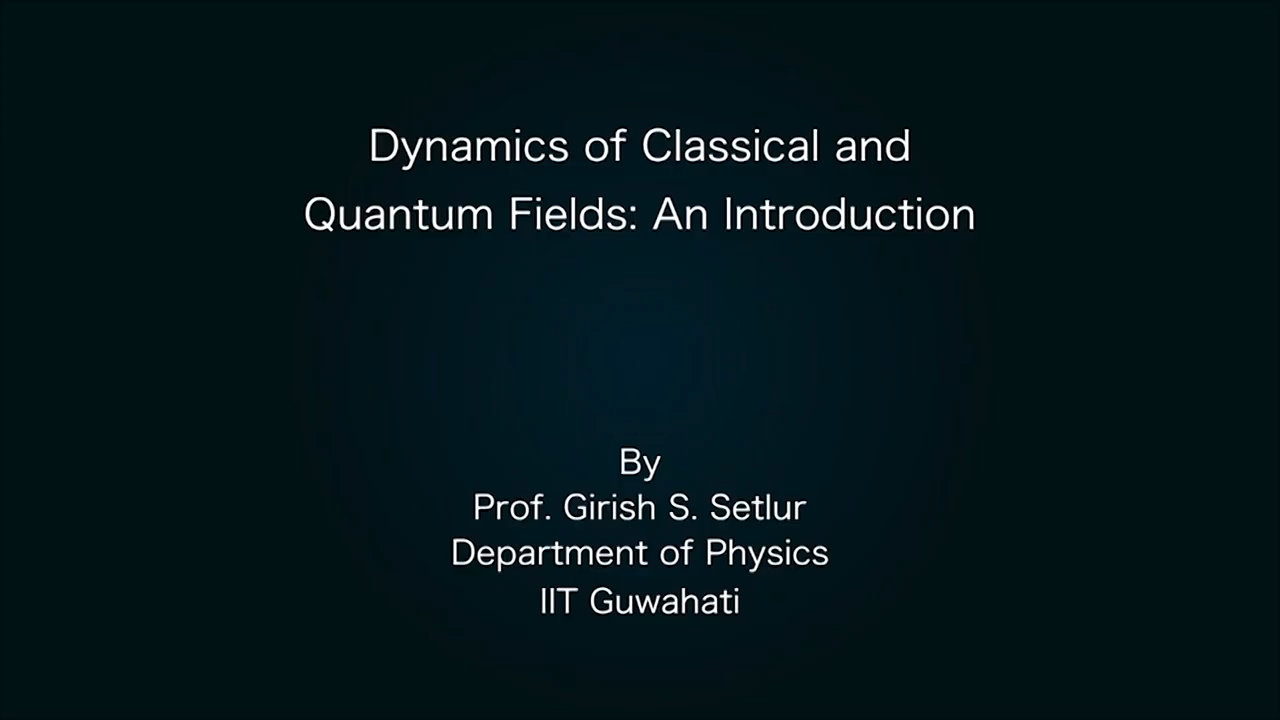 Dynamics of Classical and
Quantum Fields: An Introduction
By
Prof. Girish S. Setlur
Department of Physics
IIT Guwahati